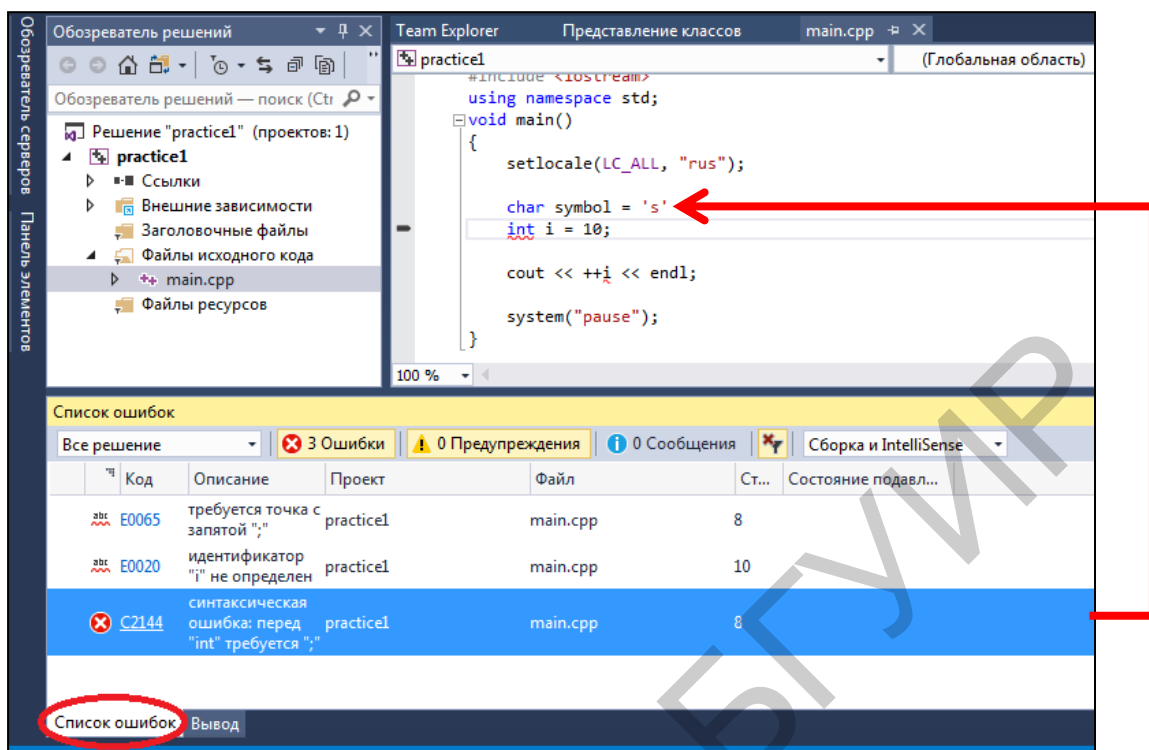 Обозреватель серверов
Панель элементов
Обозреватель решений
Обозреватель решений — поиск (Ctr
Решение "practice1" (проектов: 1)
practice1
Ссылки
Внешние зависимости
Заголовочные файлы
Файлы исходного кода
main.cpp
Файлы ресурсов
Team Explorer Представление классов main.cpp
practice1 (Глобальная область)
#include <iostream>
using namespace std;
void main()
{
setlocale(LC_ALL, "rus");
char symbol = 's'
int i = 10;
cout << ++i << endl;
system("pause");
}
100 %
Список ошибок
Все решение 3 Ошибки 0 Предупреждения 0 Сообщения Сборка и IntelliSense
Код Описание Проект Файл Ст... Состояние подавл...
abc E0065 требуется точка с запятой ";" practice1 main.cpp 8
abc E0020 идентификатор "i" не определен practice1 main.cpp 10
C2144 синтаксическая ошибка: перед "int" требуется ";" practice1 main.cpp 8
Список ошибок Вывод
БГУИР